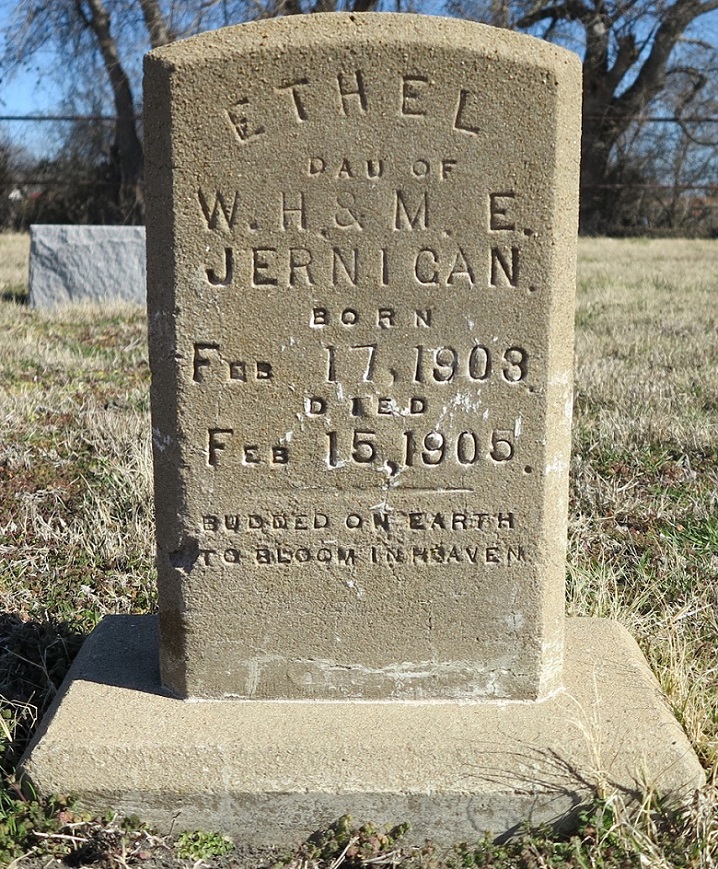 ETHEL
DAU OF
W. H. & M. E.
JERNIGAN.
BORN
FEB 17, 1903.
DIED
FEB 15, 1905.
BUDDED ON EARTH
TO BLOOM IN HEAVEN